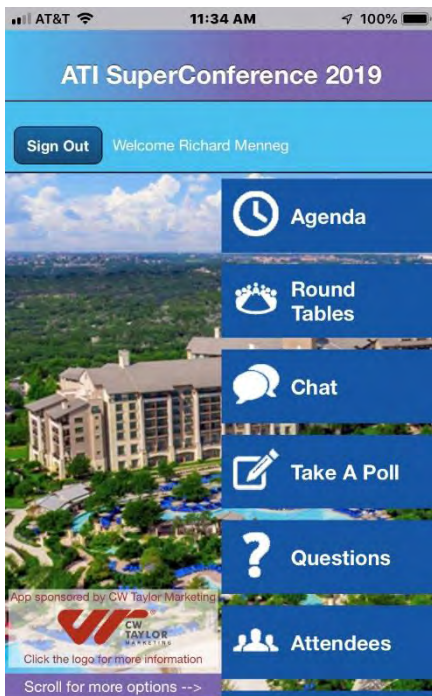 AT&T 11:34 AM 100%
ATI SuperConference 2019
Sign Out Welcome Richard Menneg
Agenda
Round
Tables
Chat
Take A Poll
Questions
App sponsored by CW Taylor Marketing
CW
TAYLOR
MARKETING
Click the logo for more information
Attendees
Scroll for more options -->